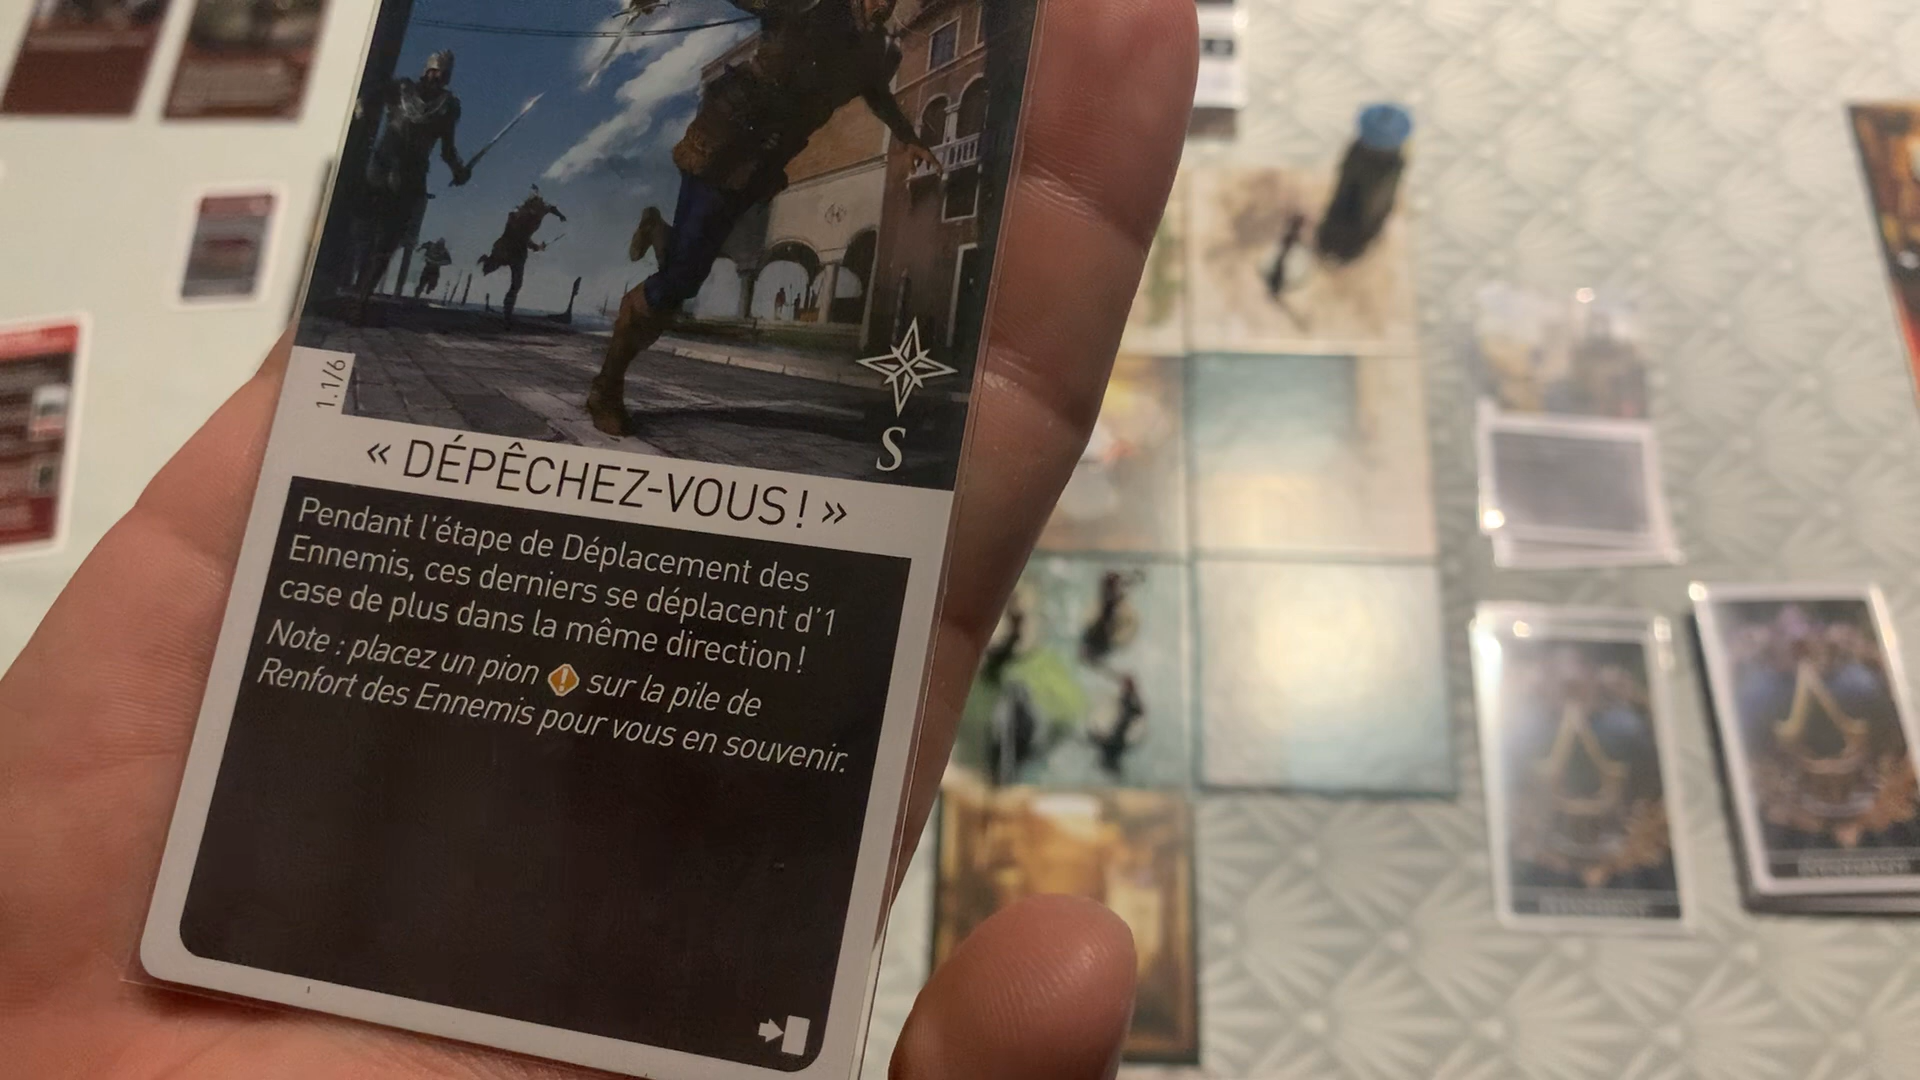 S
1.1/6
« DÉPÊCHEZ-VOUS! »
Pendant l'étape de Déplacement des
Ennemis, ces derniers se déplacent d'1
case de plus dans la même direction!
Note : placez un pion sur la pile de
Renfort des Ennemis pour vous en souvenir.